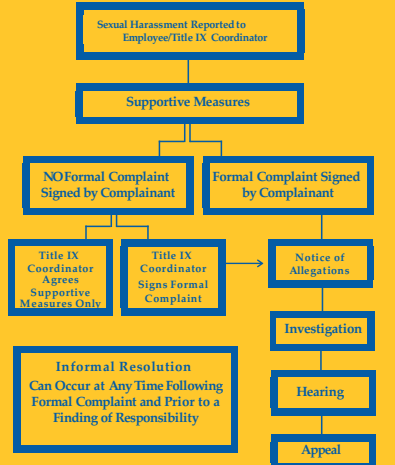 Sexual Harassment Reported to
Employee/Title IX Coordinator
Supportive Measures
NO Formal Complaint
Signed by Complainant
Formal Complaint Signed
by Complainant
Title IX
Coordinator
Agrees
Supportive
Measures Only
Title IX
Coordinator
Signs Formal
Complaint
Notice of
Allegations
Investigation
Informal Resolution
Can Occur at Any Time Following
Formal Complaint and Prior to a
Finding of Responsibility
Hearing
Appeal